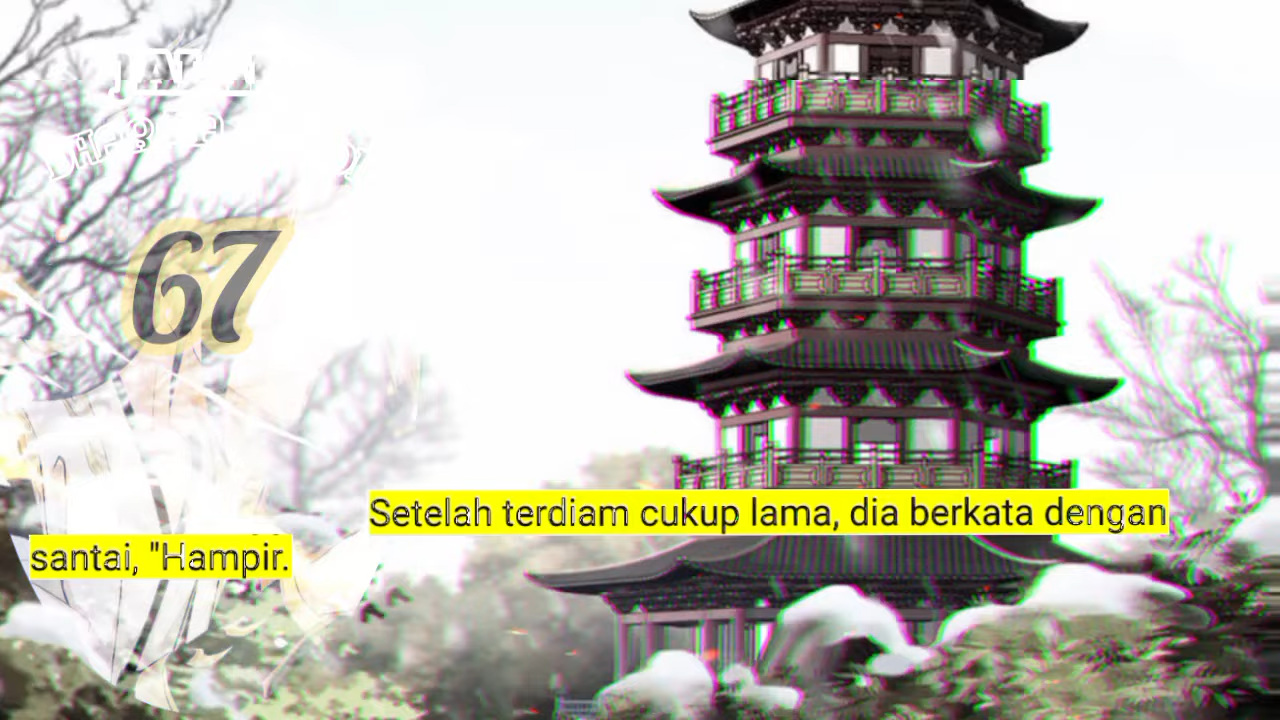 67
Setelah terdiam cukup lama, dia berkata dengan
santai, "Hampir.